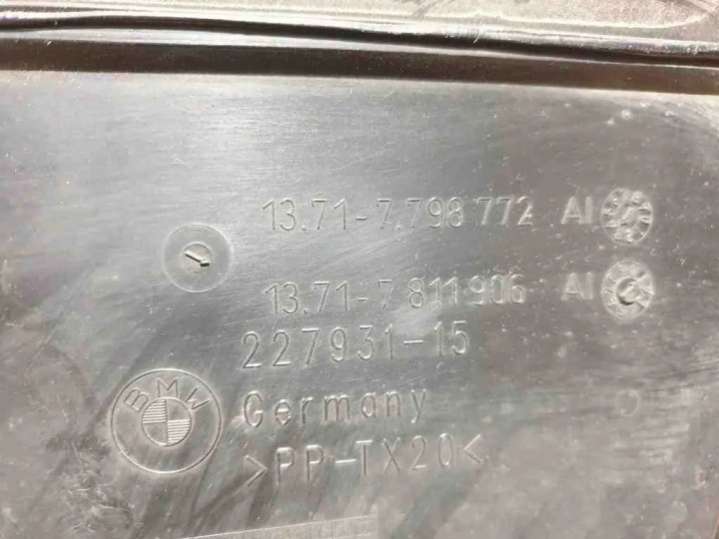 13.71-7.798 772 AI
13.71-7 811 906 AI
227931-15
BMW
Germany
>PP-TX20<